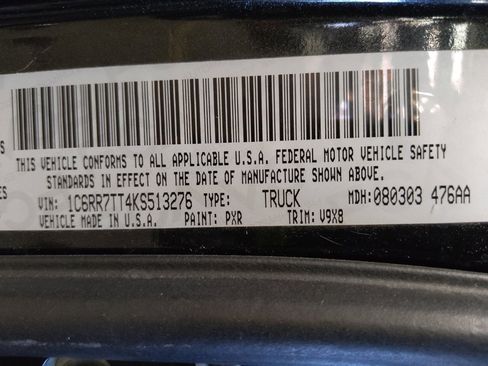 THIS VEHICLE CONFORMS TO ALL APPLICABLE U.S.A. FEDERAL MOTOR VEHICLE SAFETY
STANDARDS IN EFFECT ON THE DATE OF MANUFACTURE SHOWN ABOVE.
VIN: 1C6RR7TT4KS513276 TYPE: TRUCK MDH: 080303 476AA
VEHICLE MADE IN U.S.A. PAINT: PXR TRIM: V9X8